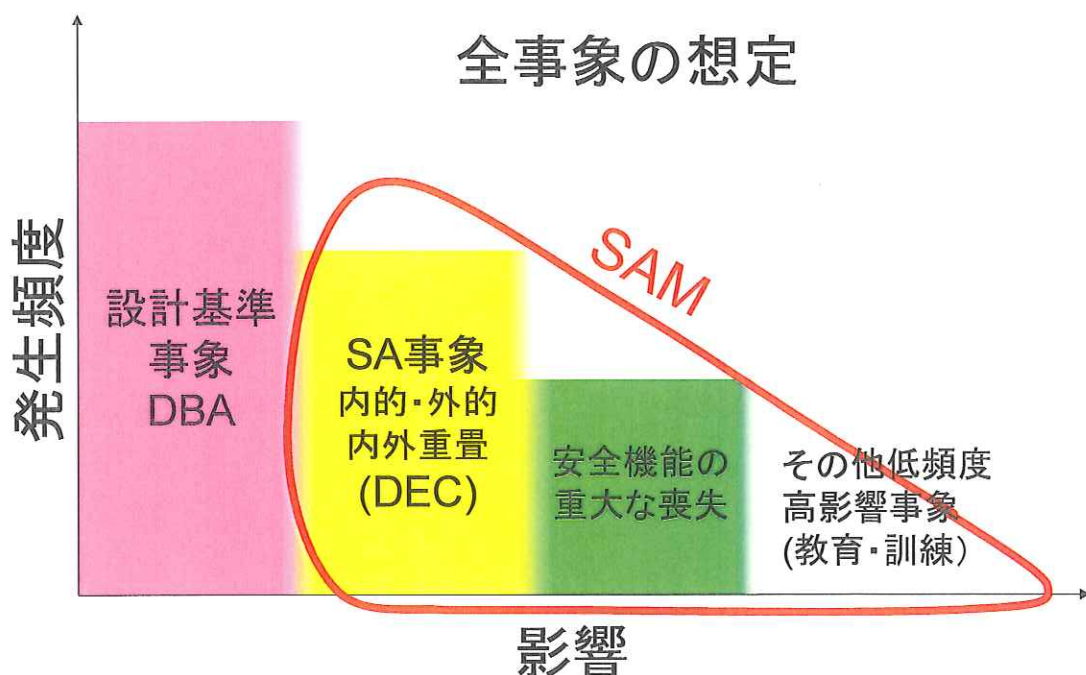 全事象の想定
発生頻度
設計基準
事象
DBA
SAM
SA事象
内的・外的
内外重畳
(DEC)
安全機能の
重大な喪失
その他低頻度
高影響事象
(教育・訓練)
影響